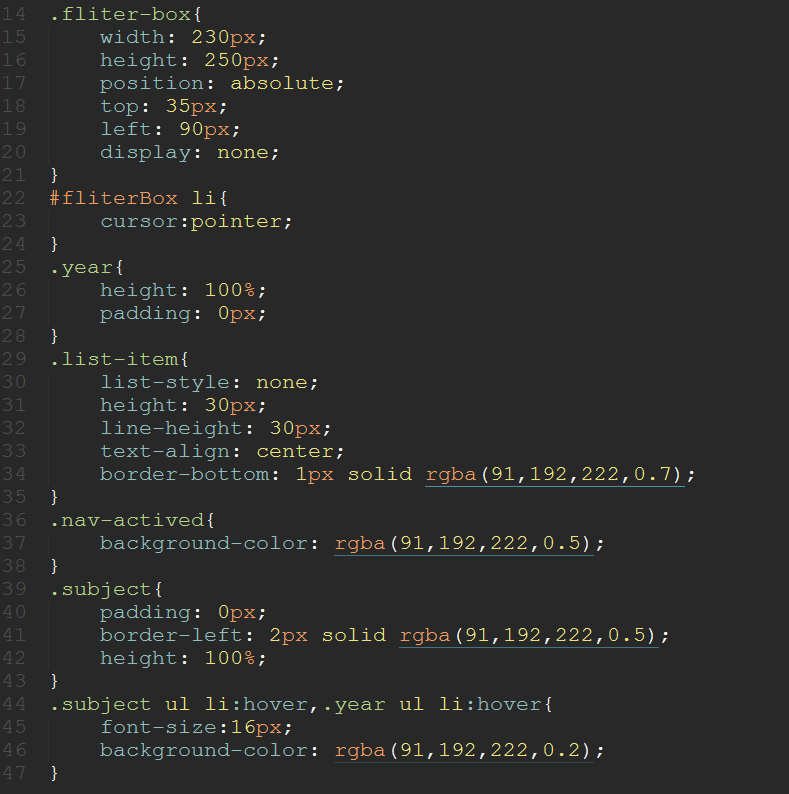 14 .fliter-box{
15     width: 230px;
16     height: 250px;
17     position: absolute;
18     top: 35px;
19     left: 90px;
20     display: none;
21 }
22 #fliterBox li{
23     cursor:pointer;
24 }
25 .year{
26     height: 100%;
27     padding: 0px;
28 }
29 .list-item{
30     list-style: none;
31     height: 30px;
32     line-height: 30px;
33     text-align: center;
34     border-bottom: 1px solid rgba(91,192,222,0.7);
35 }
36 .nav-actived{
37     background-color: rgba(91,192,222,0.5);
38 }
39 .subject{
40     padding: 0px;
41     border-left: 2px solid rgba(91,192,222,0.5);
42     height: 100%;
43 }
44 .subject ul li:hover,.year ul li:hover{
45     font-size:16px;
46     background-color: rgba(91,192,222,0.2);
47 }